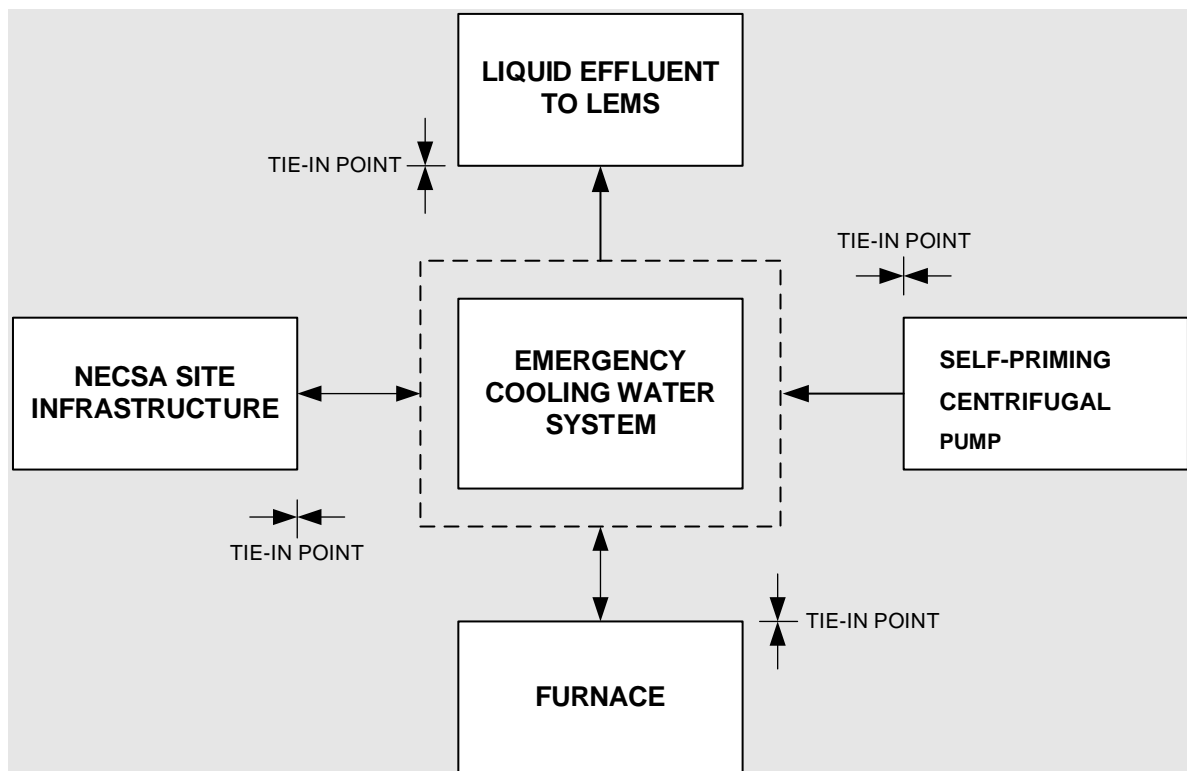 LIQUID EFFLUENT
TO LEMS
TIE-IN POINT
TIE-IN POINT
NECSA SITE
INFRASTRUCTURE
EMERGENCY
COOLING WATER
SYSTEM
SELF-PRIMING
CENTRIFUGAL
PUMP
TIE-IN POINT
TIE-IN POINT
FURNACE